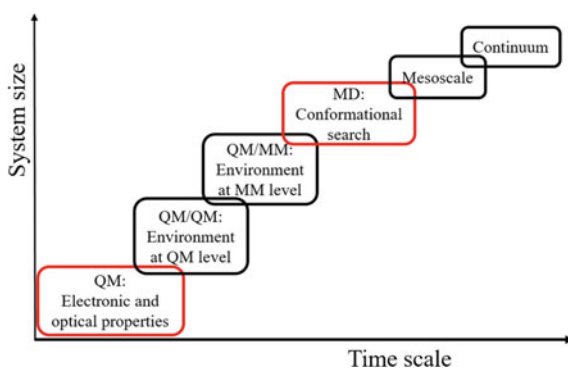 System size
Continuum
Mesoscale
MD:
Conformational
search
QM/MM:
Environment
at MM level
QM/QM:
Environment
at QM level
QM:
Electronic and
optical properties
Time scale